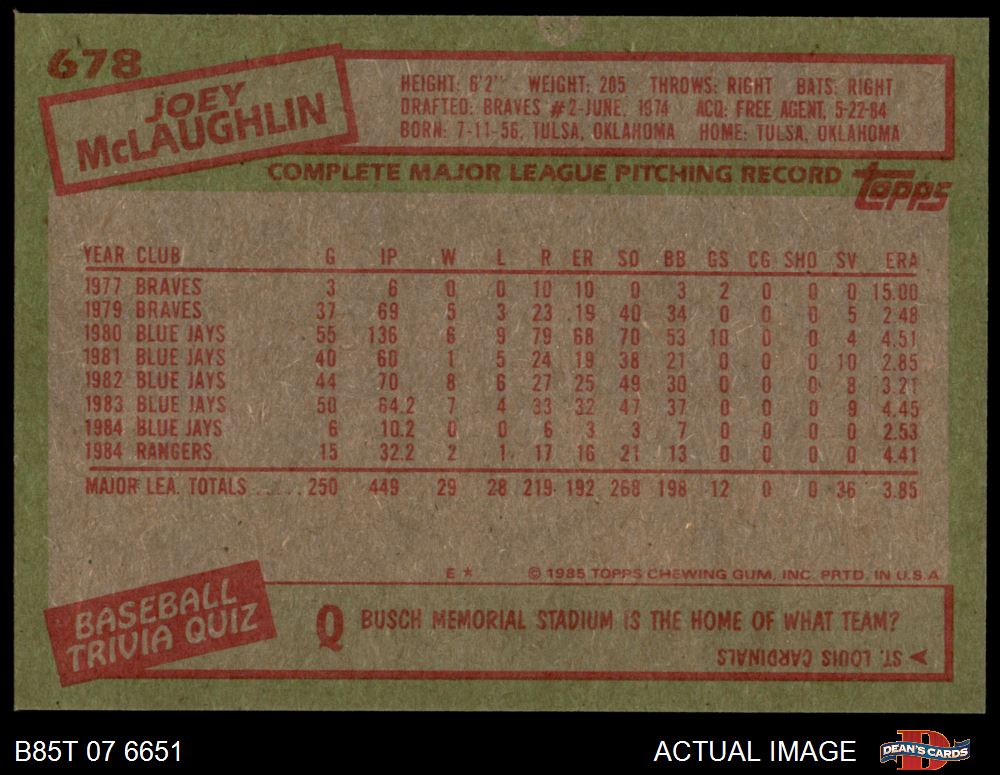 678
JOEY
McLAUGHLIN
HEIGHT: 6'2" WEIGHT: 205 THROWS: RIGHT BATS: RIGHT
DRAFTED: BRAVES #2-JUNE, 1974 ACQ: FREE AGENT, 5-22-84
BORN: 7-11-56, TULSA, OKLAHOMA HOME: TULSA, OKLAHOMA
COMPLETE MAJOR LEAGUE PITCHING RECORD topps
YEAR CLUB G IP W L R ER SO BB GS CG SHO SV ERA
1977 BRAVES 3 6 0 0 10 10 0 3 2 0 0 0 15.00
1979 BRAVES 37 69 5 3 23 19 40 34 0 0 0 5 2.48
1980 BLUE JAYS 55 136 6 9 79 68 70 53 10 0 0 4 4.51
1981 BLUE JAYS 40 60 1 5 24 19 38 21 0 0 0 10 2.85
1982 BLUE JAYS 44 70 8 6 27 25 49 30 0 0 0 8 3.21
1983 BLUE JAYS 50 64.2 7 4 33 32 47 37 0 0 0 9 4.45
1984 BLUE JAYS 6 10.2 0 0 6 3 3 7 0 0 0 0 2.53
1984 RANGERS 15 32.2 2 1 17 16 21 13 0 0 0 0 4.41
MAJOR LEA. TOTALS ..... 250 449 29 28 219 192 268 198 12 0 0 36 3.85
E * © 1985 TOPPS CHEWING GUM, INC. PRTD. IN U.S.A.
BASEBALL
TRIVIA QUIZ
Q BUSCH MEMORIAL STADIUM IS THE HOME OF WHAT TEAM?
ST. LOUIS CARDINALS
B85T 07 6651 ACTUAL IMAGE DEAN'S CARDS